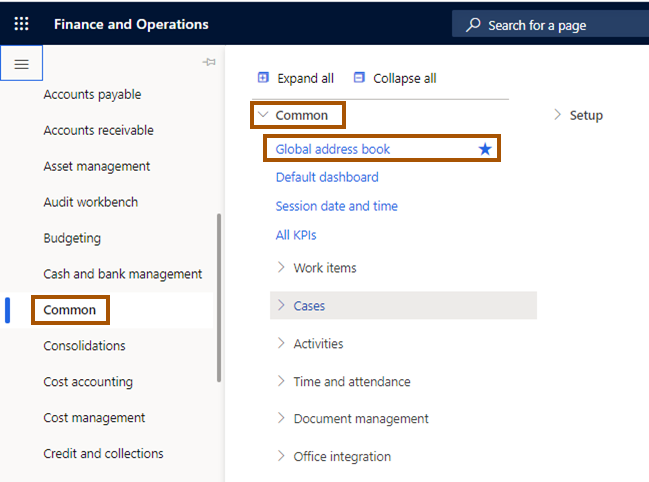 Finance and Operations
Search for a page
Accounts payable
Accounts receivable
Asset management
Audit workbench
Budgeting
Cash and bank management
Common
Consolidations
Cost accounting
Cost management
Credit and collections
Expand all
Collapse all
Common
Global address book
Default dashboard
Session date and time
All KPIs
Work items
Cases
Activities
Time and attendance
Document management
Office integration
Setup